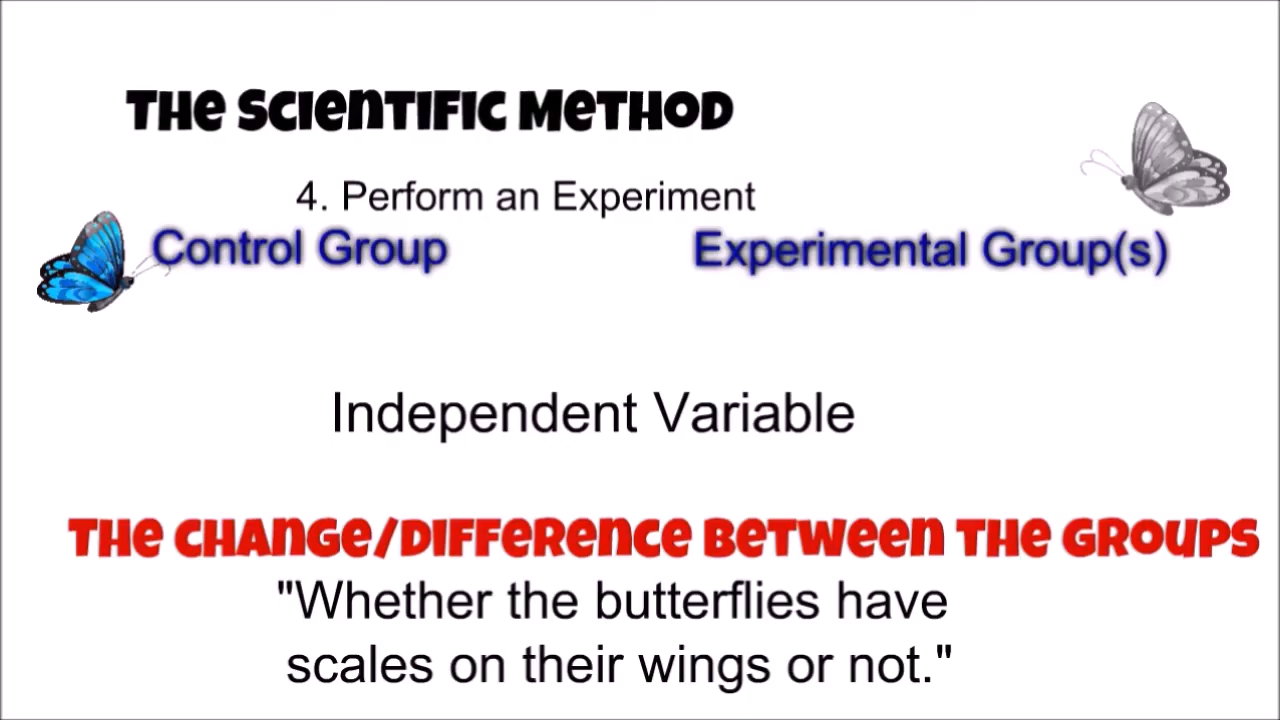 The Scientific Method
4. Perform an Experiment
Control Group
Experimental Group(s)
Independent Variable
The change/difference between the groups
"Whether the butterflies have
scales on their wings or not."